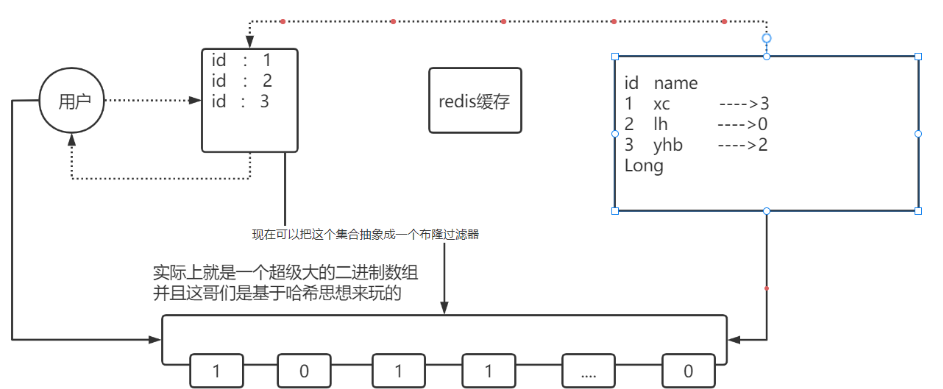 用户
id : 1
id : 2
id : 3
redis缓存
id name
1 xc ---->3
2 lh ---->0
3 yhb ---->2
Long
现在可以把这个集合抽象成一个布隆过滤器
实际上就是一个超级大的二进制数组
并且这哥们是基于哈希思想来玩的
1 0 1 1 .... 0